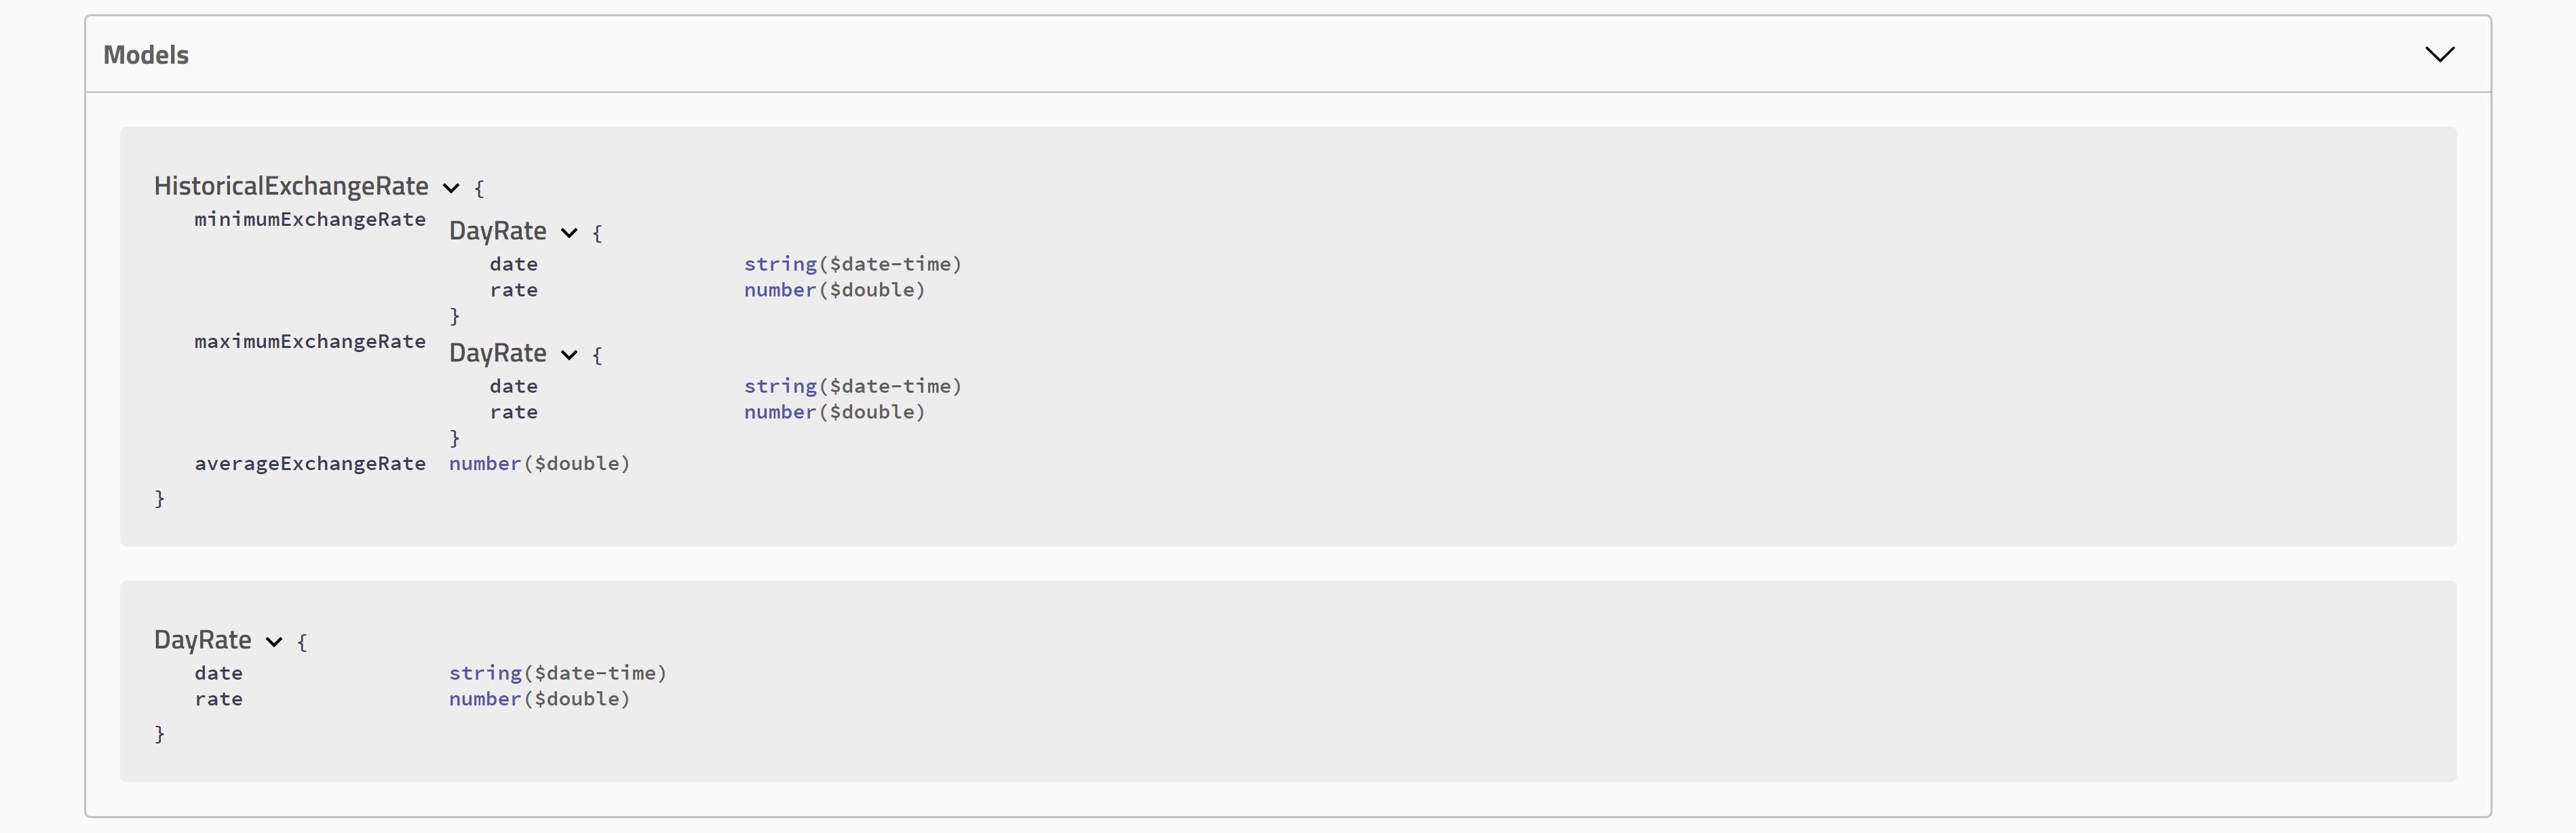 Models
HistoricalExchangeRate {
minimumExchangeRate DayRate {
date string($date-time)
rate number($double)
}
maximumExchangeRate DayRate {
date string($date-time)
rate number($double)
}
averageExchangeRate number($double)
}
DayRate {
date string($date-time)
rate number($double)
}